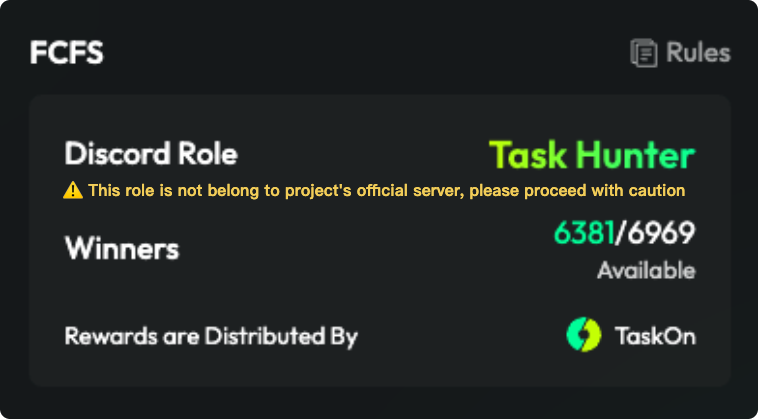 FCFS
Rules
Discord Role
Task Hunter
This role is not belong to project's official server, please proceed with caution
Winners
6381/6969
Available
Rewards are Distributed By
TaskOn